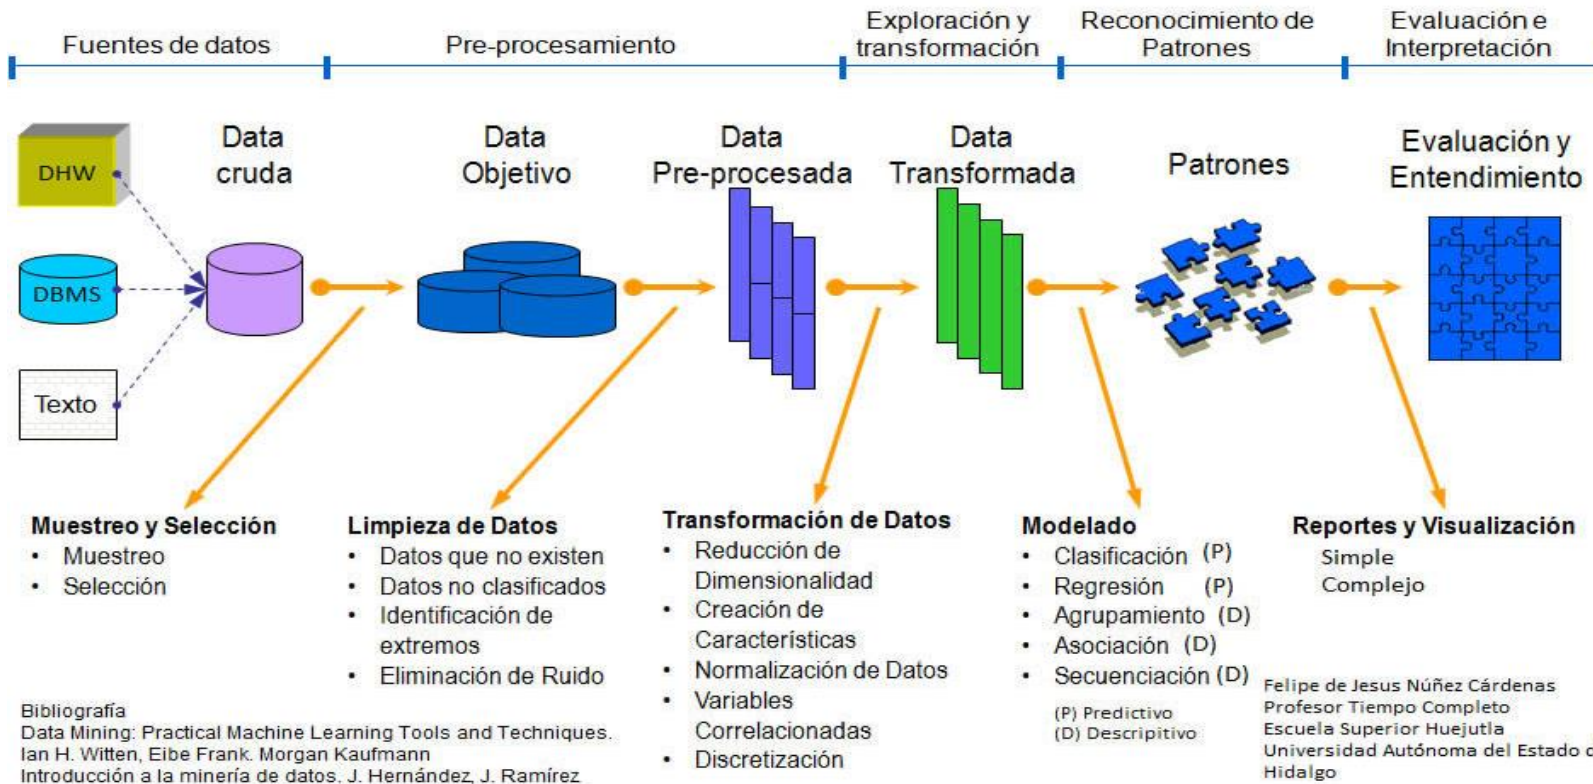 Fuentes de datos
Pre-procesamiento
Exploración y
transformación
Reconocimiento de
Patrones
Evaluación e
Interpretación
DHW
DBMS
Texto
Data
cruda
Data
Objetivo
Data
Pre-procesada
Data
Transformada
Patrones
Evaluación y
Entendimiento
Muestreo y Selección
• Muestreo
• Selección
Limpieza de Datos
• Datos que no existen
• Datos no clasificados
• Identificación de
extremos
• Eliminación de Ruido
Transformación de Datos
• Reducción de
Dimensionalidad
• Creación de
Características
• Normalización de Datos
• Variables
Correlacionadas
• Discretización
Modelado
• Clasificación (P)
• Regresión (P)
• Agrupamiento (D)
• Asociación (D)
• Secuenciación (D)
(P) Predictivo
(D) Descripitivo
Reportes y Visualización
Simple
Complejo
Bibliografía
Data Mining: Practical Machine Learning Tools and Techniques.
Ian H. Witten, Eibe Frank. Morgan Kaufmann
Introducción a la minería de datos. J. Hernández, J. Ramírez
Felipe de Jesus Núñez Cárdenas
Profesor Tiempo Completo
Escuela Superior Huejutla
Universidad Autónoma del Estado d
Hidalgo